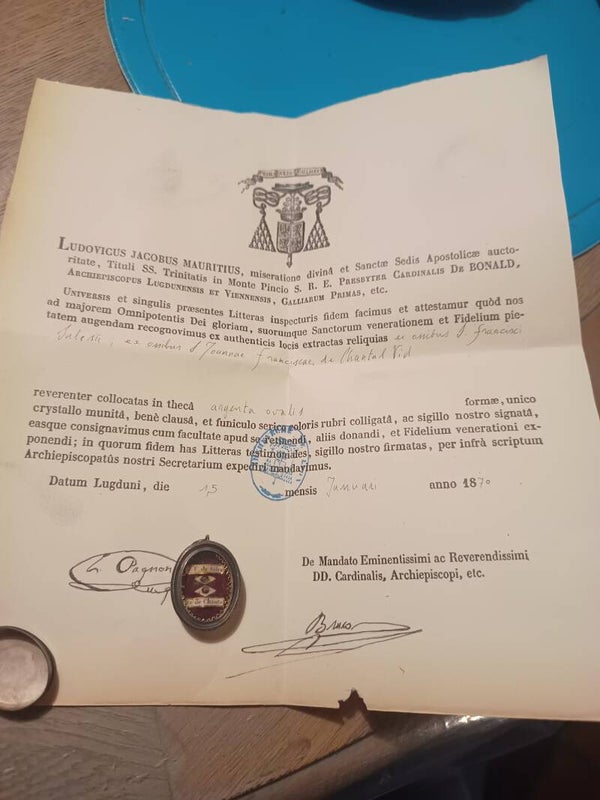 LUDOVICUS JACOBUS MAURITIUS, miseratione divinâ et Sanctæ Sedis Apostolicæ aucto-
ritate, Tituli SS. Trinitatis in Monte Pincio S. R. E. PRESBYTER CARDINALIS DE BONALD,
ARCHIEPISCOPUS LUGDUNENSIS ET VIENNENSIS, GALLIARUM PRIMAS, etc.
UNIVERSIS et singulis præsentes Litteras inspecturis fidem facimus et attestamur quòd nos
ad majorem Omnipotentis Dei gloriam, suorumque Sanctorum venerationem et Fidelium pie-
tatem augendam recognovimus ex authenticis locis extractas reliquias ex ossibus S. francisci
Salesii, ex ossibus S. Joannae franciscae de Chantal Vid
reverenter collocatas in thecâ argentea ovalis formæ, unico
crystallo munitâ, benè clausâ, et funiculo serico coloris rubri colligatâ, ac sigillo nostro signatâ,
easque consignavimus cum facultate apud se retinendi, aliis donandi, et Fidelium venerationi ex-
ponendi; in quorum fidem has Litteras testimoniales, sigillo nostro firmatas, per infrà scriptum
Archiepiscopatûs nostri Secretarium expediri mandavimus.
Datum Lugduni, die 15 mensis Januari anno 1870
De Mandato Eminentissimi ac Reverendissimi
DD. Cardinalis, Archiepiscopi, etc.
Pagnon